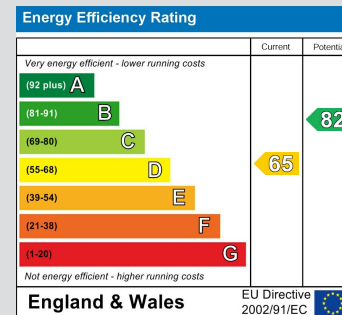 Energy Efficiency Rating
Current
Very energy efficient - lower running costs
(92 plus) A
(81-91) B
82
(69-80) C
(55-68) D
65
(39-54) E
(21-38) F
(1-20) G
Not energy efficient - higher running costs
England & Wales
EU Directive
2002/91/EC